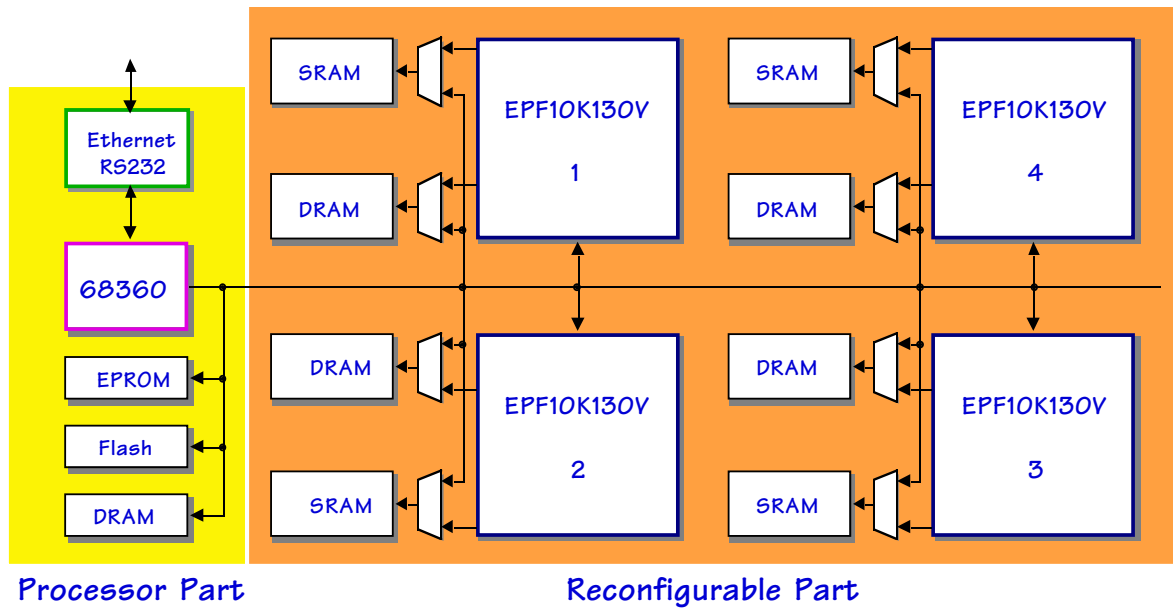 Ethernet
RS232
68360
EPROM
Flash
DRAM
Processor Part
SRAM
EPF10K130V
1
DRAM
SRAM
EPF10K130V
4
DRAM
DRAM
EPF10K130V
2
SRAM
DRAM
EPF10K130V
3
SRAM
Reconfigurable Part